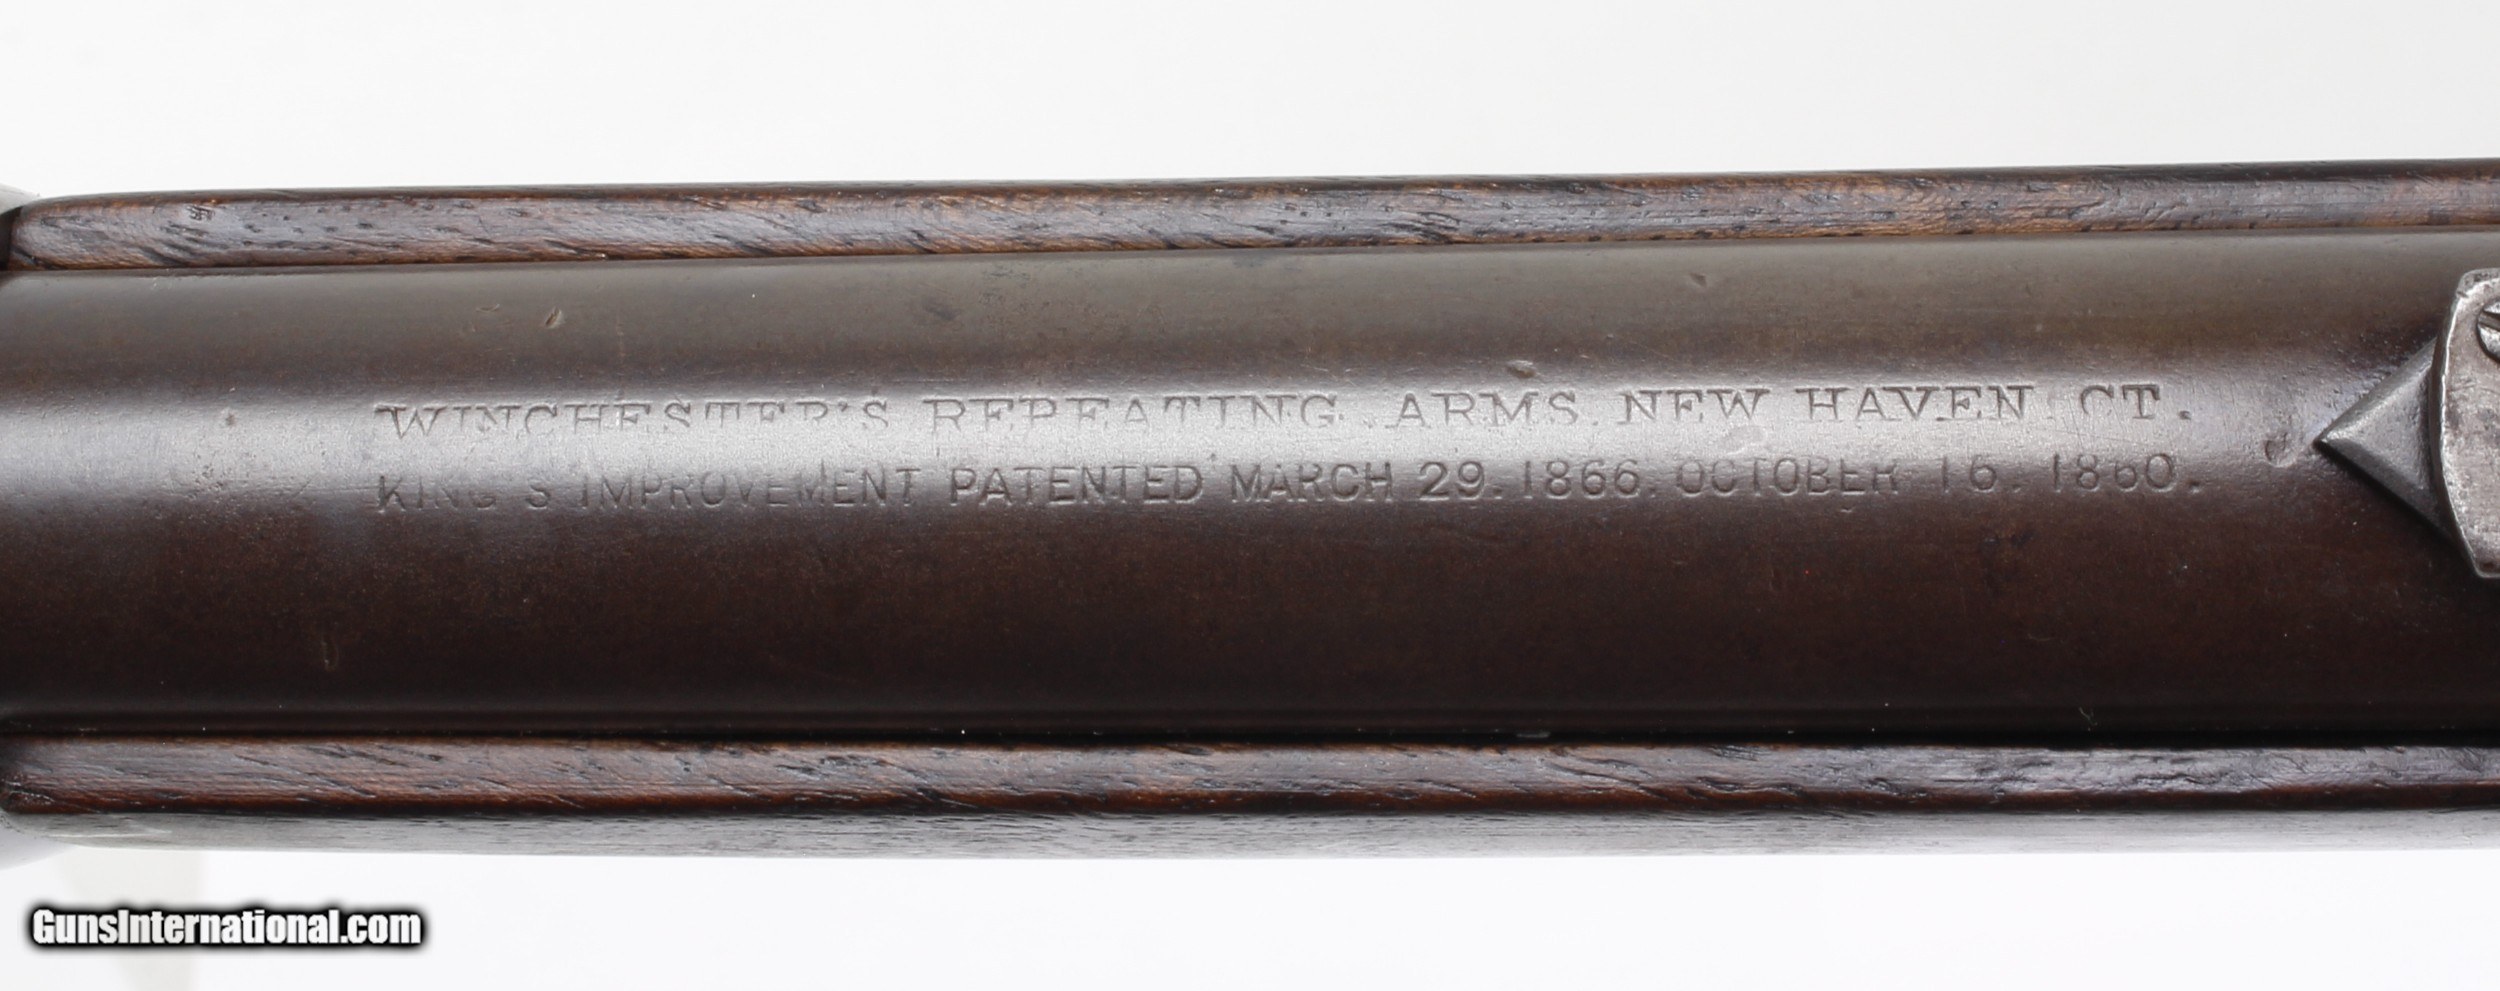 WINCHESTER'S REPEATING ARMS. NEW HAVEN. CT.
KING'S IMPROVEMENT PATENTED MARCH 29. 1866. OCTOBER 16. 1860.
GunsInternational.com